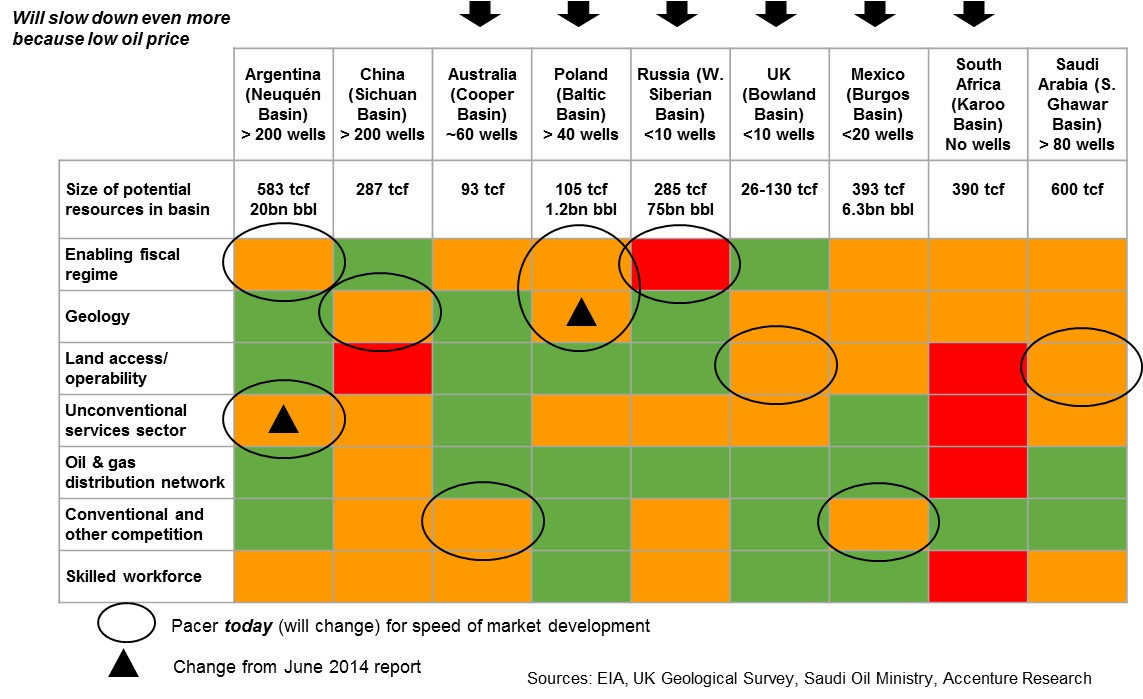 Will slow down even more
because low oil price
Argentina
(Neuquén
Basin)
> 200 wells
China
(Sichuan
Basin)
> 200 wells
Australia
(Cooper
Basin)
~60 wells
Poland
(Baltic
Basin)
> 40 wells
Russia (W.
Siberian
Basin)
<10 wells
UK
(Bowland
Basin)
<10 wells
Mexico
(Burgos
Basin)
<20 wells
South
Africa
(Karoo
Basin)
No wells
Saudi
Arabia (S.
Ghawar
Basin)
> 80 wells
Size of potential
resources in basin
583 tcf
20bn bbl
287 tcf
93 tcf
105 tcf
1.2bn bbl
285 tcf
75bn bbl
26-130 tcf
393 tcf
6.3bn bbl
390 tcf
600 tcf
Enabling fiscal
regime
Geology
Land access/
operability
Unconventional
services sector
Oil & gas
distribution network
Conventional and
other competition
Skilled workforce
Pacer today (will change) for speed of market development
Change from June 2014 report
Sources: EIA, UK Geological Survey, Saudi Oil Ministry, Accenture Research